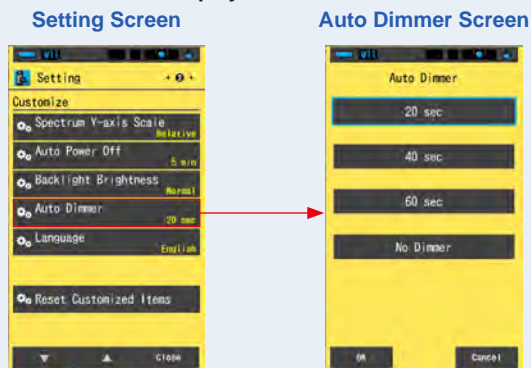 Setting Screen
Auto Dimmer Screen
Setting
Customize
Spectrum Y-axis Scale
Relative
Auto Power Off
5 min
Backlight Brightness
Normal
Auto Dimmer
20 sec
Language
English
Reset Customized Items
Close
Auto Dimmer
20 sec
40 sec
60 sec
No Dimmer
OK
Cancel